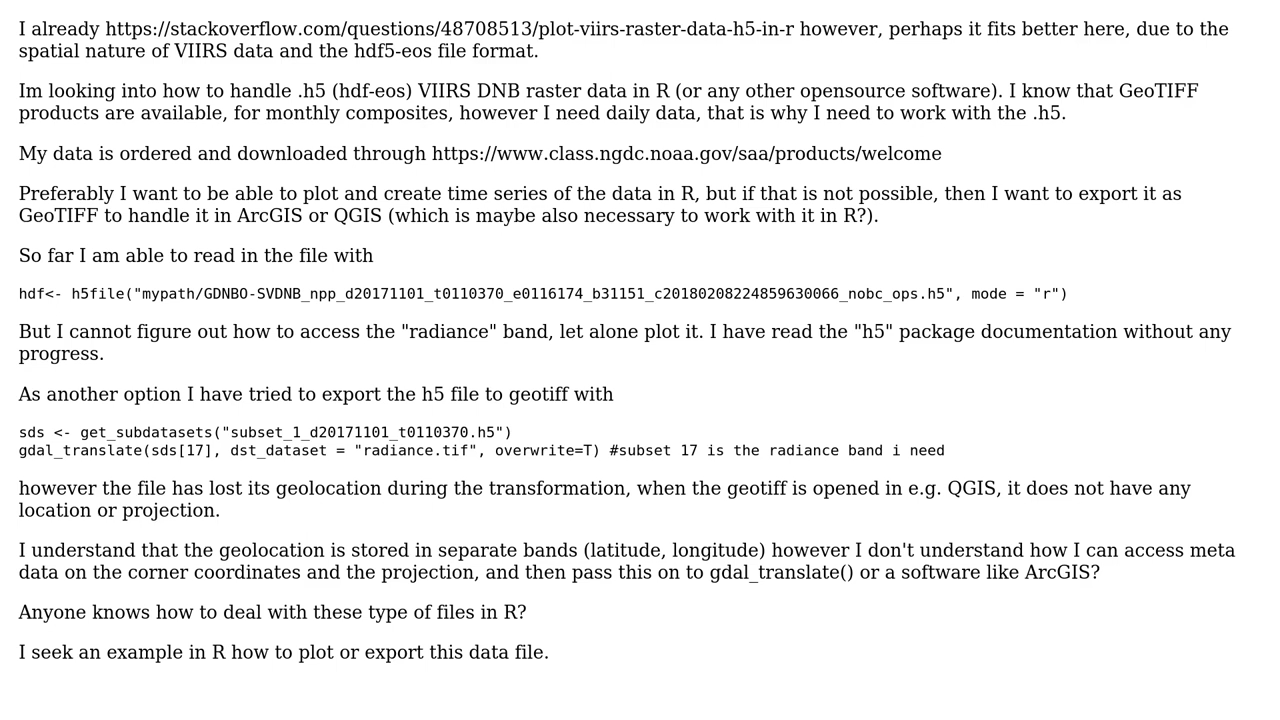 I already https://stackoverflow.com/questions/48708513/plot-viirs-raster-data-h5-in-r however, perhaps it fits better here, due to the
spatial nature of VIIRS data and the hdf5-eos file format.
Im looking into how to handle .h5 (hdf-eos) VIIRS DNB raster data in R (or any other opensource software). I know that GeoTIFF
products are available, for monthly composites, however I need daily data, that is why I need to work with the .h5.
My data is ordered and downloaded through https://www.class.ngdc.noaa.gov/saa/products/welcome
Preferably I want to be able to plot and create time series of the data in R, but if that is not possible, then I want to export it as
GeoTIFF to handle it in ArcGIS or QGIS (which is maybe also necessary to work with it in R?).
So far I am able to read in the file with
hdf<- h5file("mypath/GDNBO-SVDNB_npp_d20171101_t0110370_e0116174_b31151_c20180208224859630066_nobc_ops.h5", mode = "r")
But I cannot figure out how to access the "radiance" band, let alone plot it. I have read the "h5" package documentation without any
progress.
As another option I have tried to export the h5 file to geotiff with
sds <- get_subdatasets("subset_1_d20171101_t0110370.h5")
gdal_translate(sds[17], dst_dataset = "radiance.tif", overwrite=T) #subset 17 is the radiance band i need
however the file has lost its geolocation during the transformation, when the geotiff is opened in e.g. QGIS, it does not have any
location or projection.
I understand that the geolocation is stored in separate bands (latitude, longitude) however I don't understand how I can access meta
data on the corner coordinates and the projection, and then pass this on to gdal_translate() or a software like ArcGIS?
Anyone knows how to deal with these type of files in R?
I seek an example in R how to plot or export this data file.